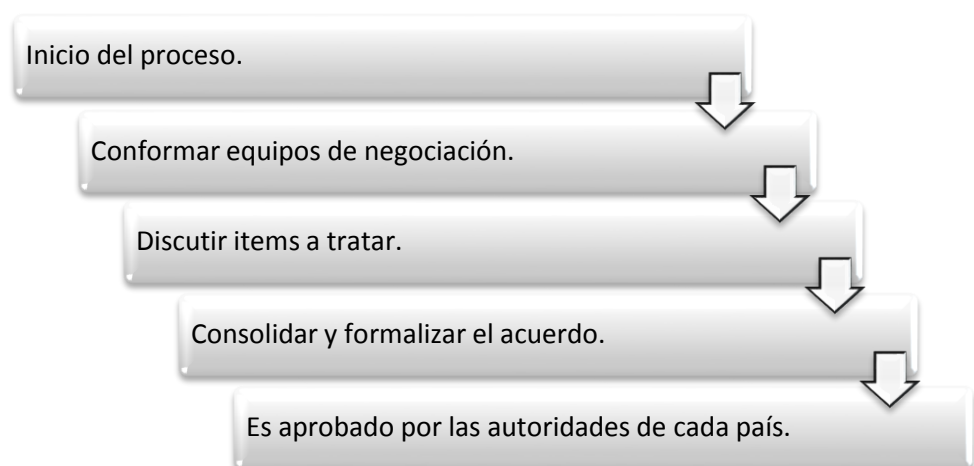 Inicio del proceso.
Conformar equipos de negociación.
Discutir items a tratar.
Consolidar y formalizar el acuerdo.
Es aprobado por las autoridades de cada país.